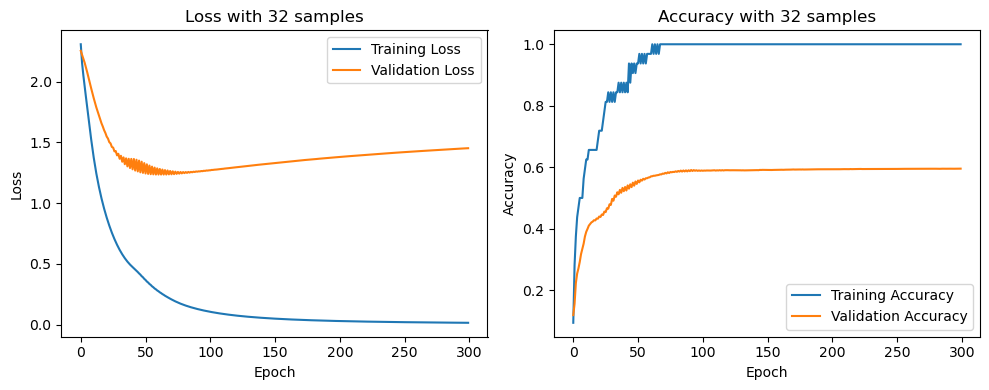 Loss with 32 samples
Training Loss
Validation Loss
2.0
1.5
1.0
0.5
0.0
Loss
0 50 100 150 200 250 300
Epoch
Accuracy with 32 samples
1.0
0.8
0.6
0.4
0.2
Accuracy
Training Accuracy
Validation Accuracy
0 50 100 150 200 250 300
Epoch